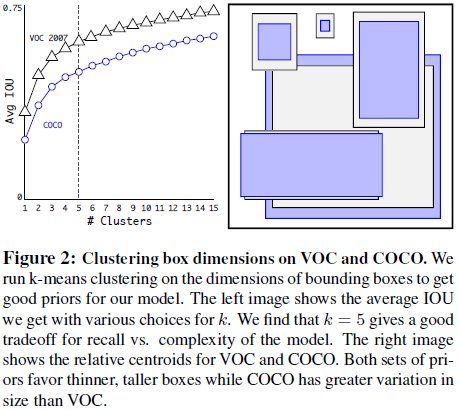 0.75
VOC 2007
COCO
Avg IOU
0
1 2 3 4 5 6 7 8 9 10 11 12 13 14 15
# Clusters
Figure 2: Clustering box dimensions on VOC and COCO. We
run k-means clustering on the dimensions of bounding boxes to get
good priors for our model. The left image shows the average IOU
we get with various choices for k. We find that k = 5 gives a good
tradeoff for recall vs. complexity of the model. The right image
shows the relative centroids for VOC and COCO. Both sets of pri-
ors favor thinner, taller boxes while COCO has greater variation in
size than VOC.